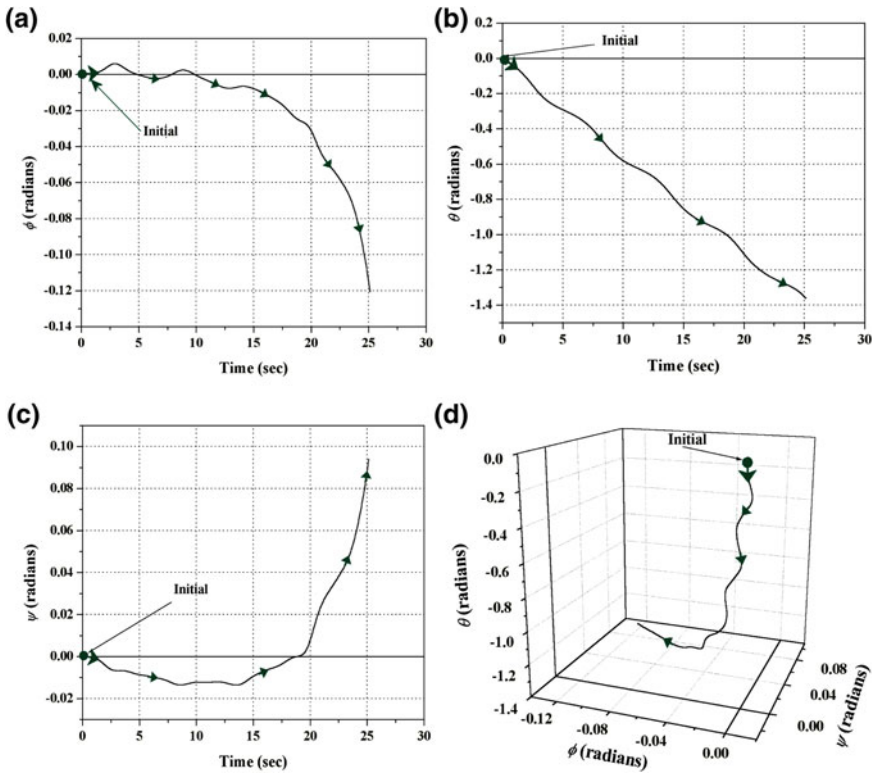 (a)
0.02
0.00
-0.02
-0.04
-0.06
-0.08
-0.10
-0.12
-0.14
0 5 10 15 20 25 30
Time (sec)
ϕ (radians)
Initial
(b)
0.2
0.0
-0.2
-0.4
-0.6
-0.8
-1.0
-1.2
-1.4
0 5 10 15 20 25 30
Time (sec)
θ (radians)
Initial
(c)
0.10
0.08
0.06
0.04
0.02
0.00
-0.02
0 5 10 15 20 25 30
Time (sec)
ψ (radians)
Initial
(d)
Initial
0.0
-0.2
-0.4
-0.6
-0.8
-1.0
-1.2
-1.4
θ (radians)
-0.12 -0.08 -0.04 0.00
ϕ (radians)
0.08
0.04
0.00
ψ (radians)